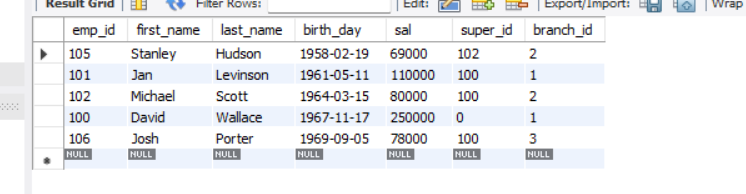 Result Grid Filter Rows: Edit: Export/Import: Wrap
emp_id first_name last_name birth_day sal super_id branch_id
105 Stanley Hudson 1958-02-19 69000 102 2
101 Jan Levinson 1961-05-11 110000 100 1
102 Michael Scott 1964-03-15 80000 100 2
100 David Wallace 1967-11-17 250000 0 1
106 Josh Porter 1969-09-05 78000 100 3
NULL NULL NULL NULL NULL NULL NULL